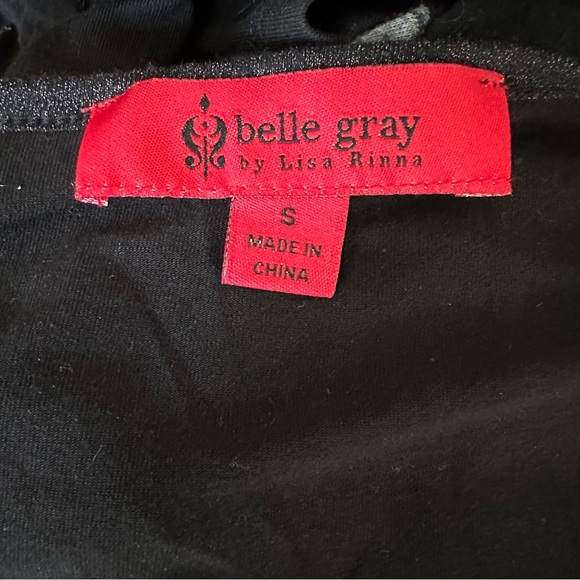 belle gray
by Lisa Rinna
S
MADE IN
CHINA